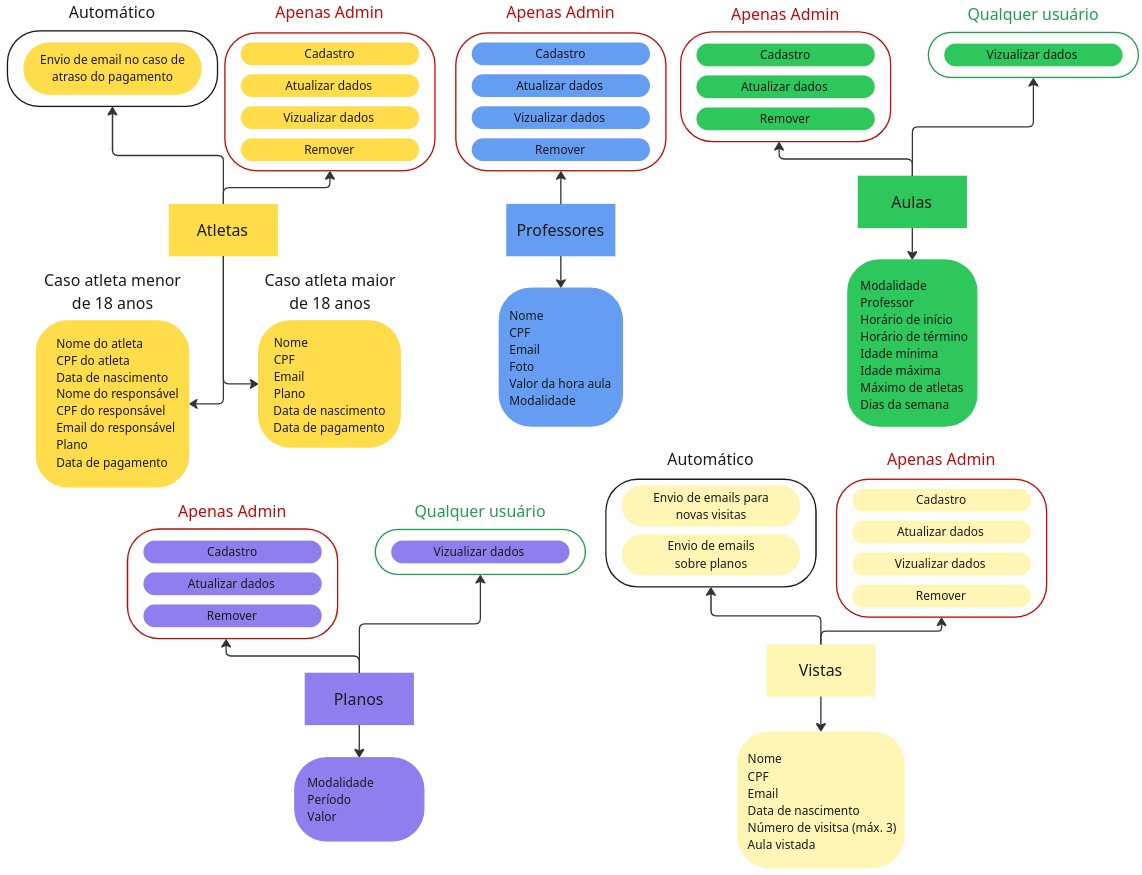 Automático
Envio de email no caso de
atraso do pagamento
Apenas Admin
Cadastro
Atualizar dados
Vizualizar dados
Remover
Atletas
Caso atleta menor
de 18 anos
Nome do atleta
CPF do atleta
Data de nascimento
Nome do responsável
CPF do responsável
Email do responsável
Plano
Data de pagamento
Caso atleta maior
de 18 anos
Nome
CPF
Email
Plano
Data de nascimento
Data de pagamento
Apenas Admin
Cadastro
Atualizar dados
Vizualizar dados
Remover
Professores
Nome
CPF
Email
Foto
Valor da hora aula
Modalidade
Apenas Admin
Cadastro
Atualizar dados
Remover
Qualquer usuário
Vizualizar dados
Aulas
Modalidade
Professor
Horário de início
Horário de término
Idade mínima
Idade máxima
Máximo de atletas
Dias da semana
Apenas Admin
Cadastro
Atualizar dados
Remover
Qualquer usuário
Vizualizar dados
Planos
Modalidade
Período
Valor
Automático
Envio de emails para
novas visitas
Envio de emails
sobre planos
Apenas Admin
Cadastro
Atualizar dados
Vizualizar dados
Remover
Vistas
Nome
CPF
Email
Data de nascimento
Número de visitsa (máx. 3)
Aula vistada